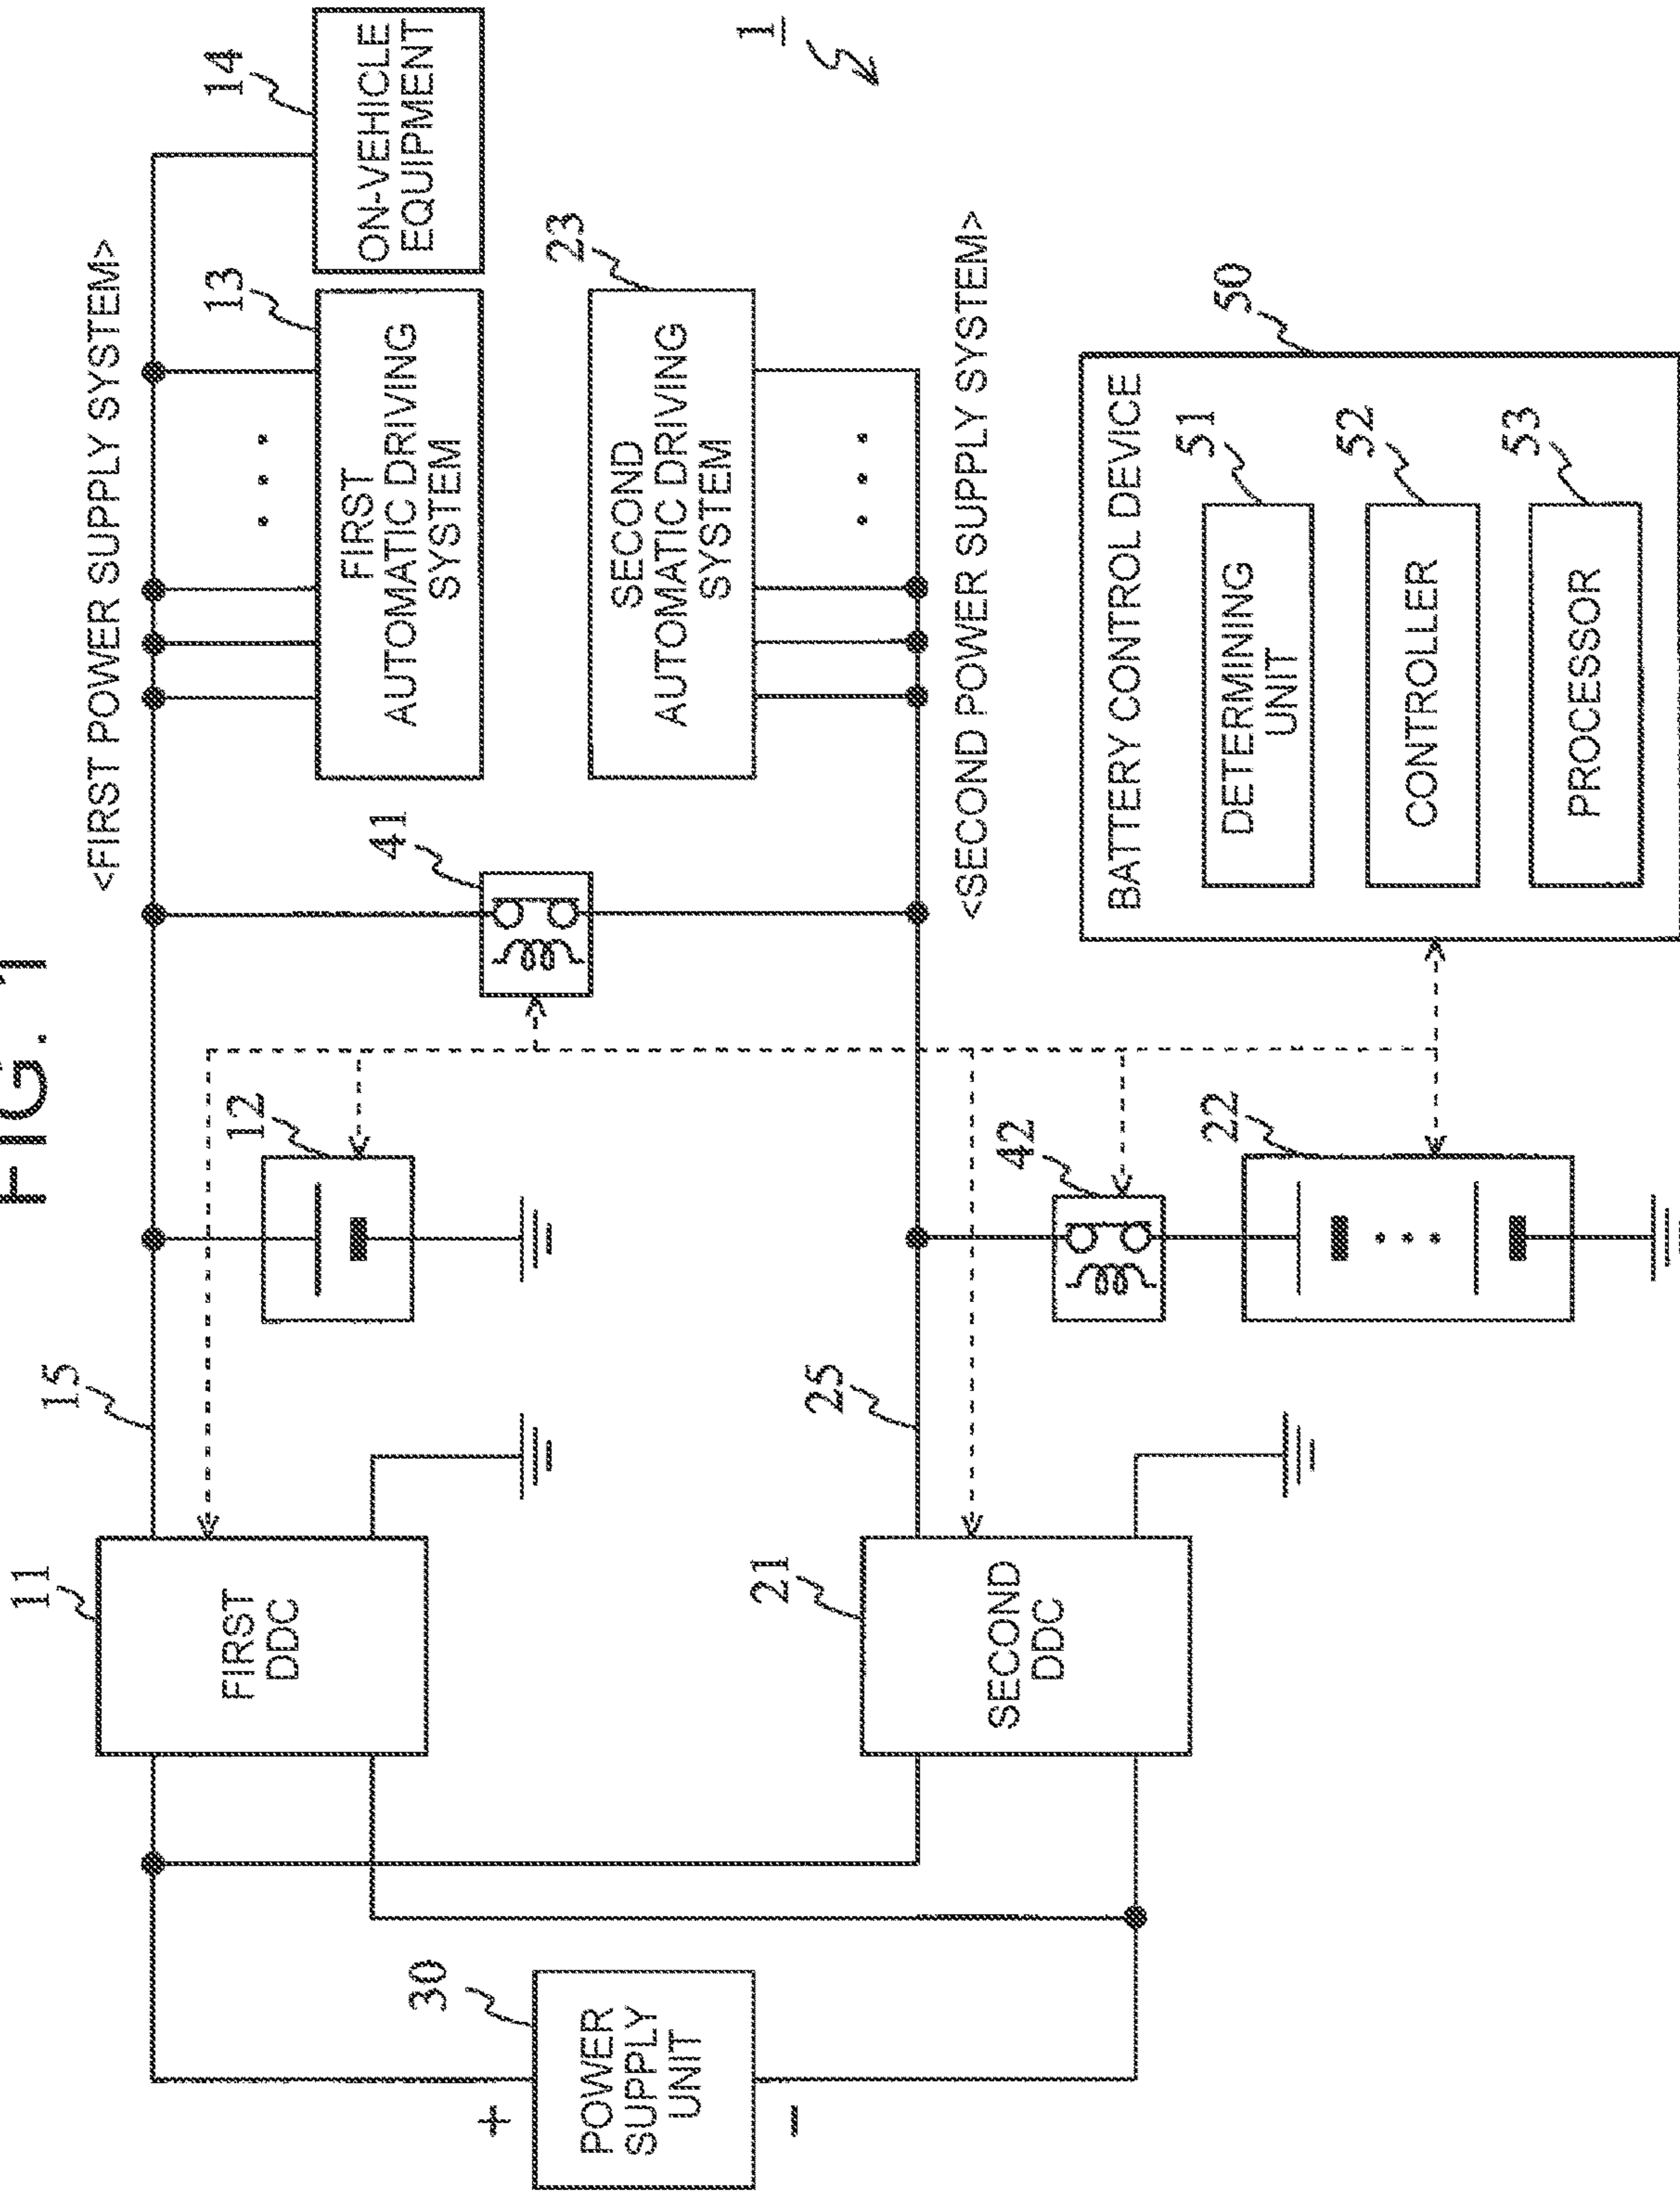 FIG. 1
1
<FIRST POWER SUPPLY SYSTEM>
15
11
FIRST
DDC
12
41
13
FIRST
AUTOMATIC DRIVING
SYSTEM
14
ON-VEHICLE
EQUIPMENT
30
+
POWER
SUPPLY
UNIT
-
23
SECOND
AUTOMATIC DRIVING
SYSTEM
<SECOND POWER SUPPLY SYSTEM>
25
21
SECOND
DDC
42
22
50
BATTERY CONTROL DEVICE
51
DETERMINING
UNIT
52
CONTROLLER
53
PROCESSOR